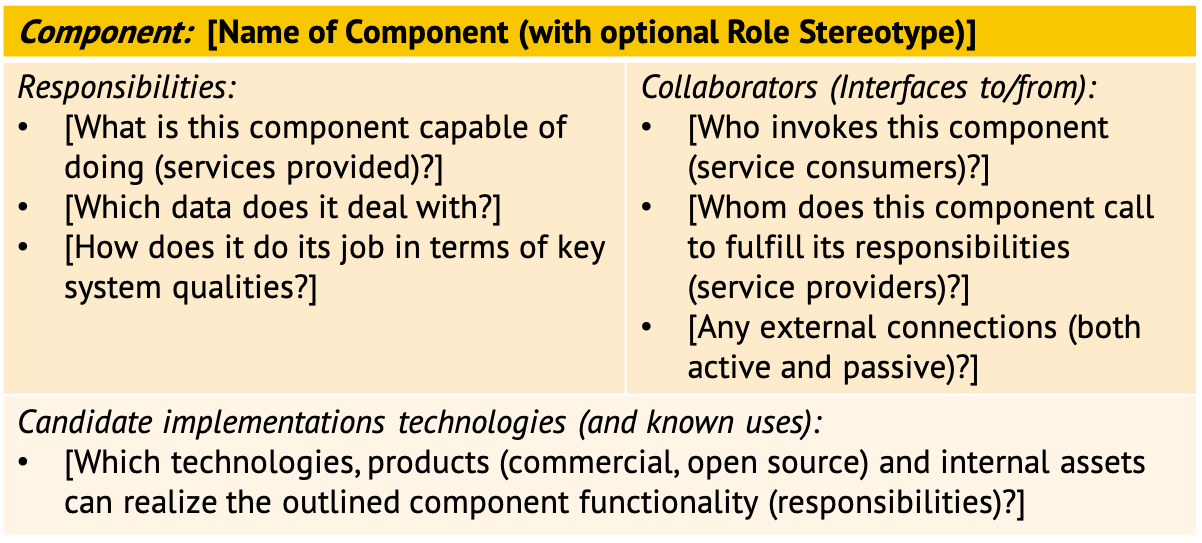 Component: [Name of Component (with optional Role Stereotype)]
Responsibilities:
• [What is this component capable of
doing (services provided)?]
• [Which data does it deal with?]
• [How does it do its job in terms of key
system qualities?]
Collaborators (Interfaces to/from):
• [Who invokes this component
(service consumers)?]
• [Whom does this component call
to fulfill its responsibilities
(service providers)?]
• [Any external connections (both
active and passive)?]
Candidate implementations technologies (and known uses):
• [Which technologies, products (commercial, open source) and internal assets
can realize the outlined component functionality (responsibilities)?]